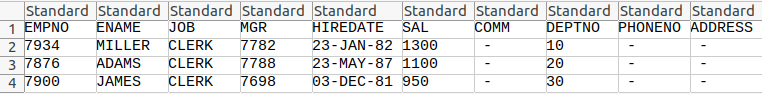 Standard Standard Standard Standard Standard Standard Standard Standard Standard Standard
1 EMPNO ENAME JOB MGR HIREDATE SAL COMM DEPTNO PHONENO ADDRESS
2 7934 MILLER CLERK 7782 23-JAN-82 1300 - 10 - -
3 7876 ADAMS CLERK 7788 23-MAY-87 1100 - 20 - -
4 7900 JAMES CLERK 7698 03-DEC-81 950 - 30 - -